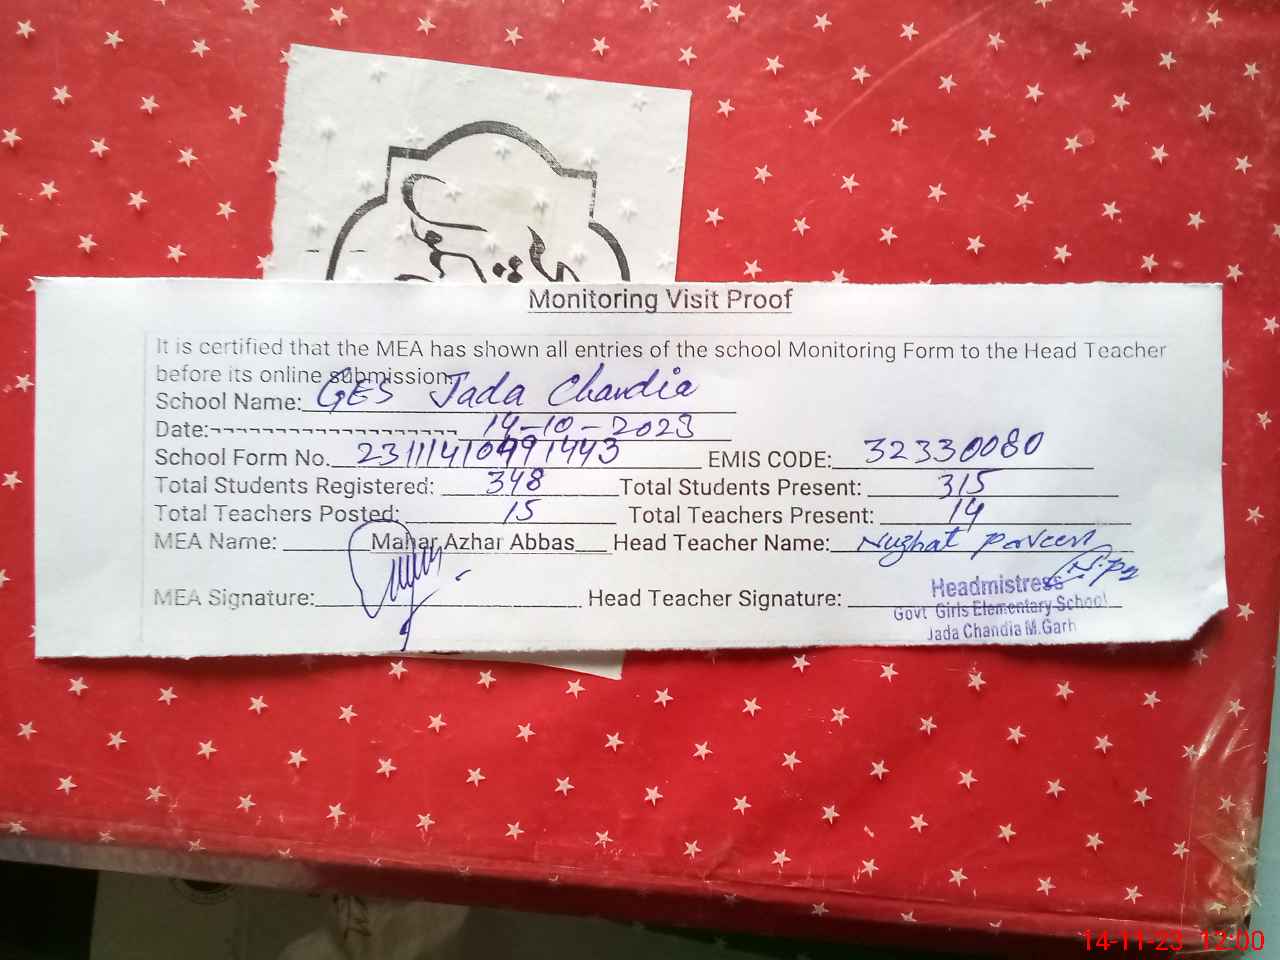 Monitoring Visit Proof
It is certified that the MEA has shown all entries of the school Monitoring Form to the Head Teacher
before its online submission.
School Name: GES Jada Chandia
Date:------------------- 14-10-2023
School Form No. 23111410491443 EMIS CODE: 32330080
Total Students Registered: 348 Total Students Present: 315
Total Teachers Posted: 15 Total Teachers Present: 14
MEA Name: Mahar Azhar Abbas Head Teacher Name: Nuzhat Parveen
MEA Signature: Head Teacher Signature:
Headmistress
Govt Girls Elementary School
Jada Chandia M.Garh
14-11-23 12:00